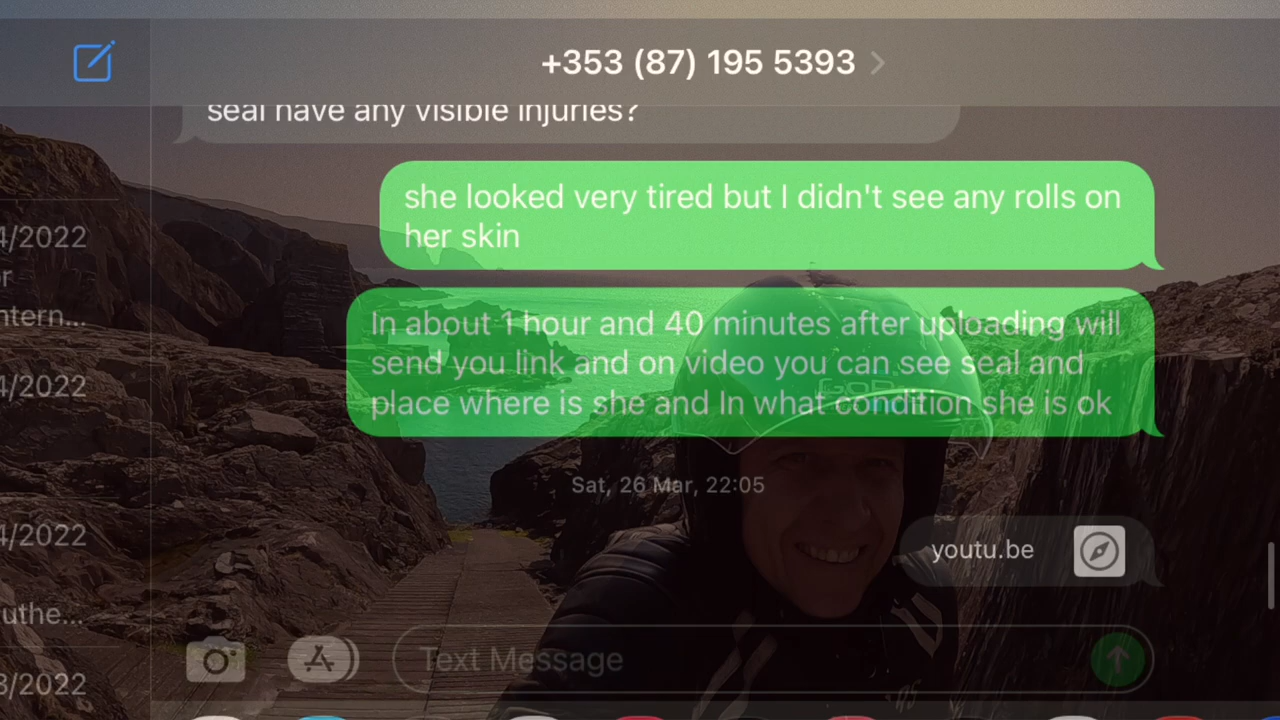 +353 (87) 195 5393
seal have any visible injuries?
she looked very tired but I didn't see any rolls on
her skin
4/2022
or
ntern...
In about 1 hour and 40 minutes after uploading will
send you link and on video you can see seal and
place where is she and In what condition she is ok
4/2022
Sat, 26 Mar, 22:05
4/2022
youtu.be
uthe...
Text Message
3/2022